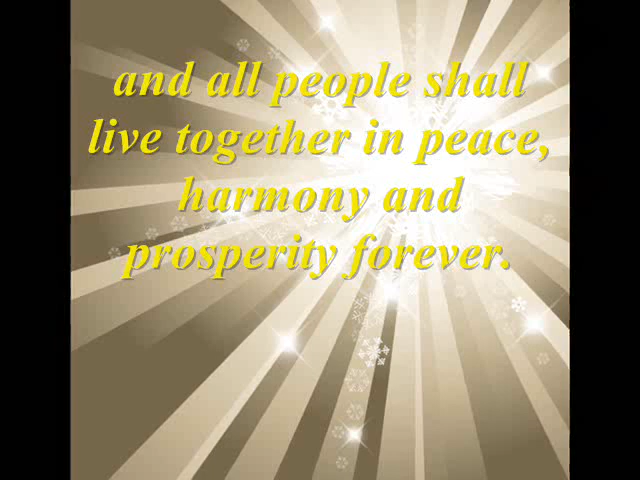 and all people shall
live together in peace,
harmony and
prosperity forever.